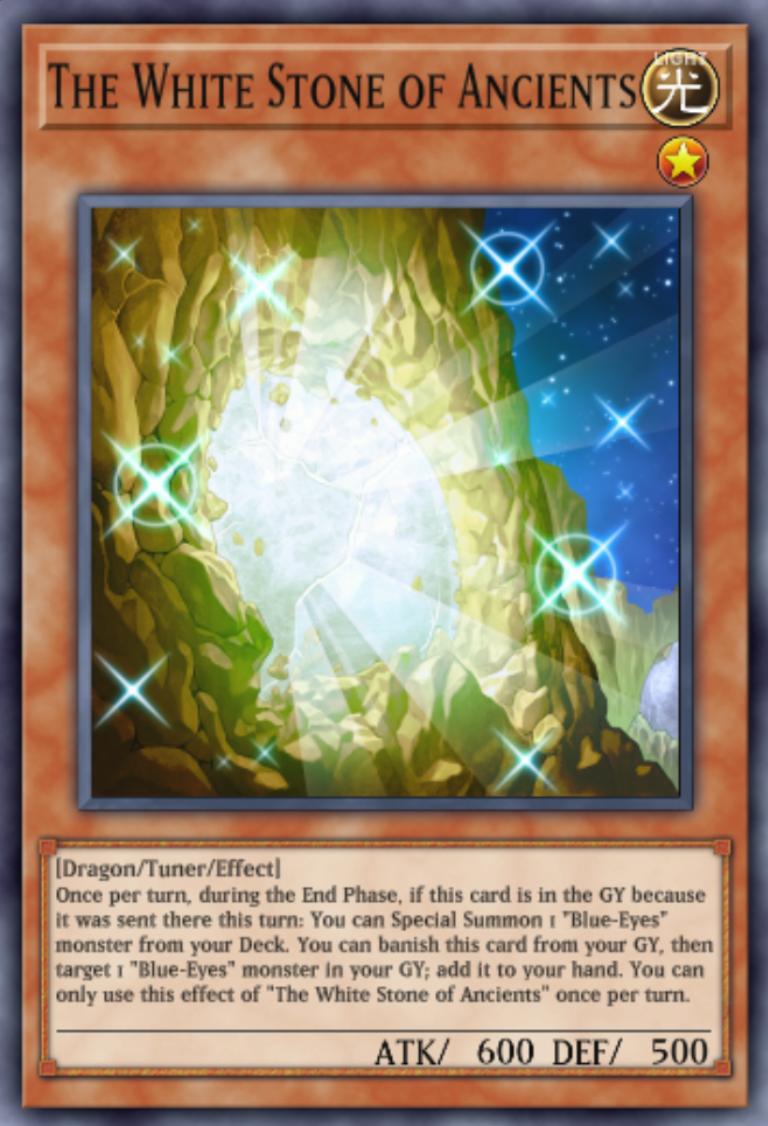 The White Stone of Ancients
LIGHT
光
[Dragon/Tuner/Effect]
Once per turn, during the End Phase, if this card is in the GY because
it was sent there this turn: You can Special Summon 1 "Blue-Eyes"
monster from your Deck. You can banish this card from your GY, then
target 1 "Blue-Eyes" monster in your GY; add it to your hand. You can
only use this effect of "The White Stone of Ancients" once per turn.
ATK/ 600 DEF/ 500